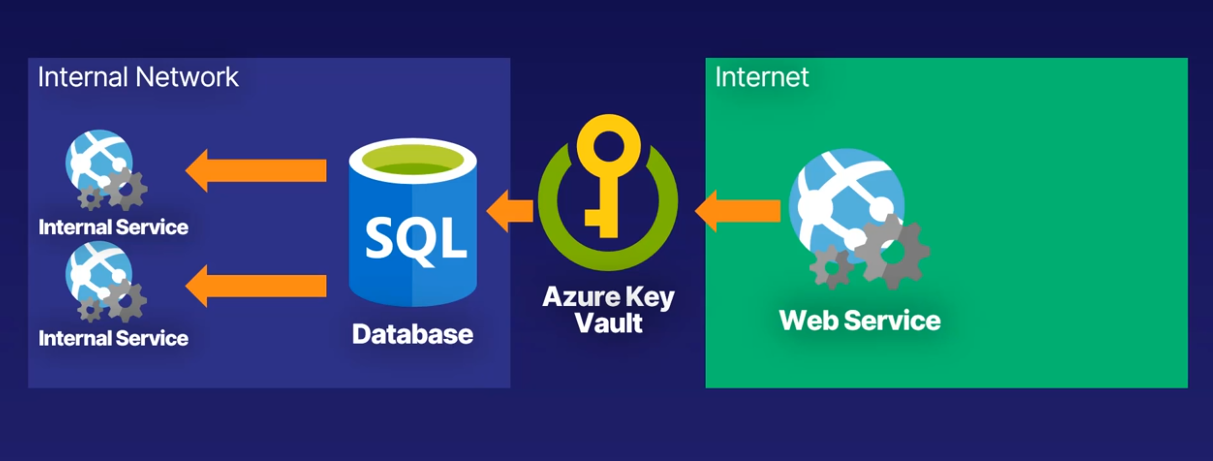 Internal Network
Internet
Internal Service
Internal Service
SQL
Database
Azure Key
Vault
Web Service